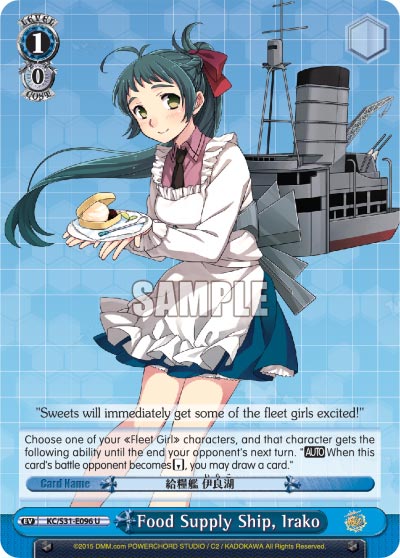 LEVEL
1
0
COST
SAMPLE
"Sweets will immediately get some of the fleet girls excited!"
Choose one of your «Fleet Girl» characters, and that character gets the
following ability until the end your opponent's next turn. "AUTO When this
card's battle opponent becomes [ ], you may draw a card."
Card Name
いらこ
給糧艦 伊良湖
EV KC/S31-E096 U
Food Supply Ship, Irako
©2015 DMM.com POWERCHORD STUDIO / C2 / KADOKAWA All Rights Reserved.